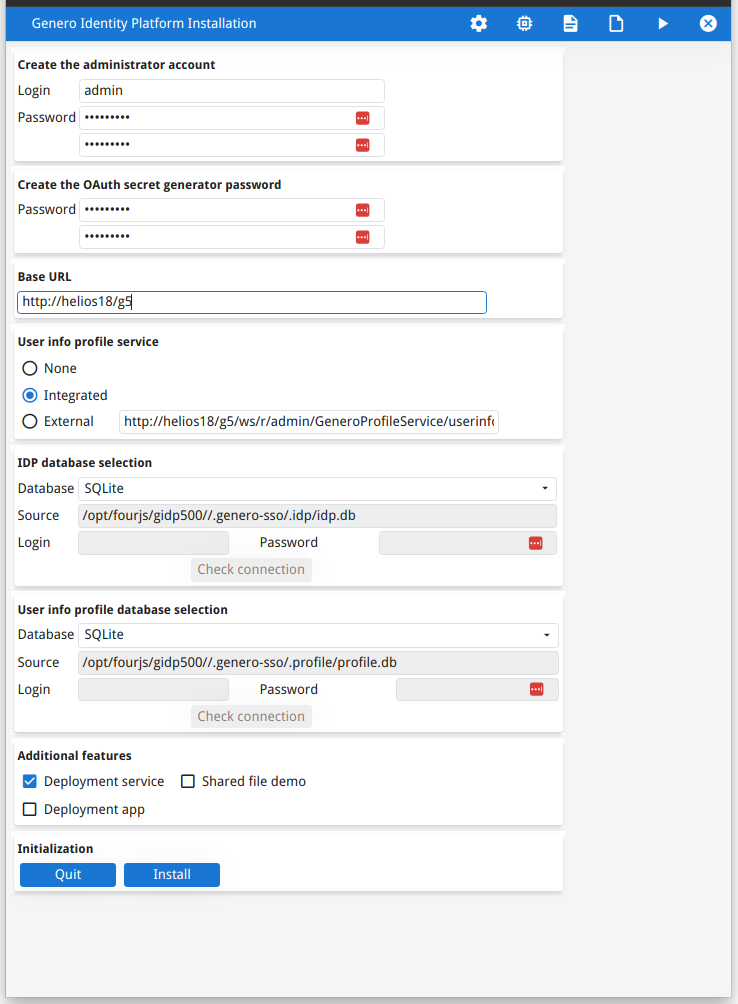 Genero Identity Platform Installation
Create the administrator account
Login admin
Password •••••••••
•••••••••
Create the OAuth secret generator password
Password •••••••••
•••••••••
Base URL
http://helios18/g5
User info profile service
None
Integrated
External http://helios18/g5/ws/r/admin/GeneroProfileService/userinfo
IDP database selection
Database SQLite
Source /opt/fourjs/gidp500//.genero-sso/.idp/idp.db
Login Password
Check connection
User info profile database selection
Database SQLite
Source /opt/fourjs/gidp500//.genero-sso/.profile/profile.db
Login Password
Check connection
Additional features
Deployment service Shared file demo
Deployment app
Initialization
Quit Install